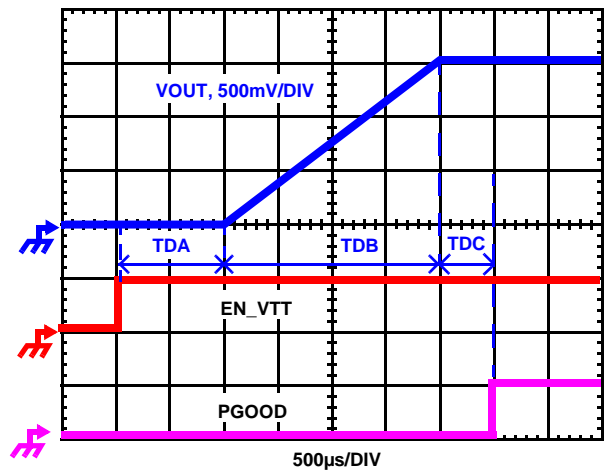 VOUT, 500mV/DIV
TDA
TDB
TDC
EN_VTT
PGOOD
500µs/DIV